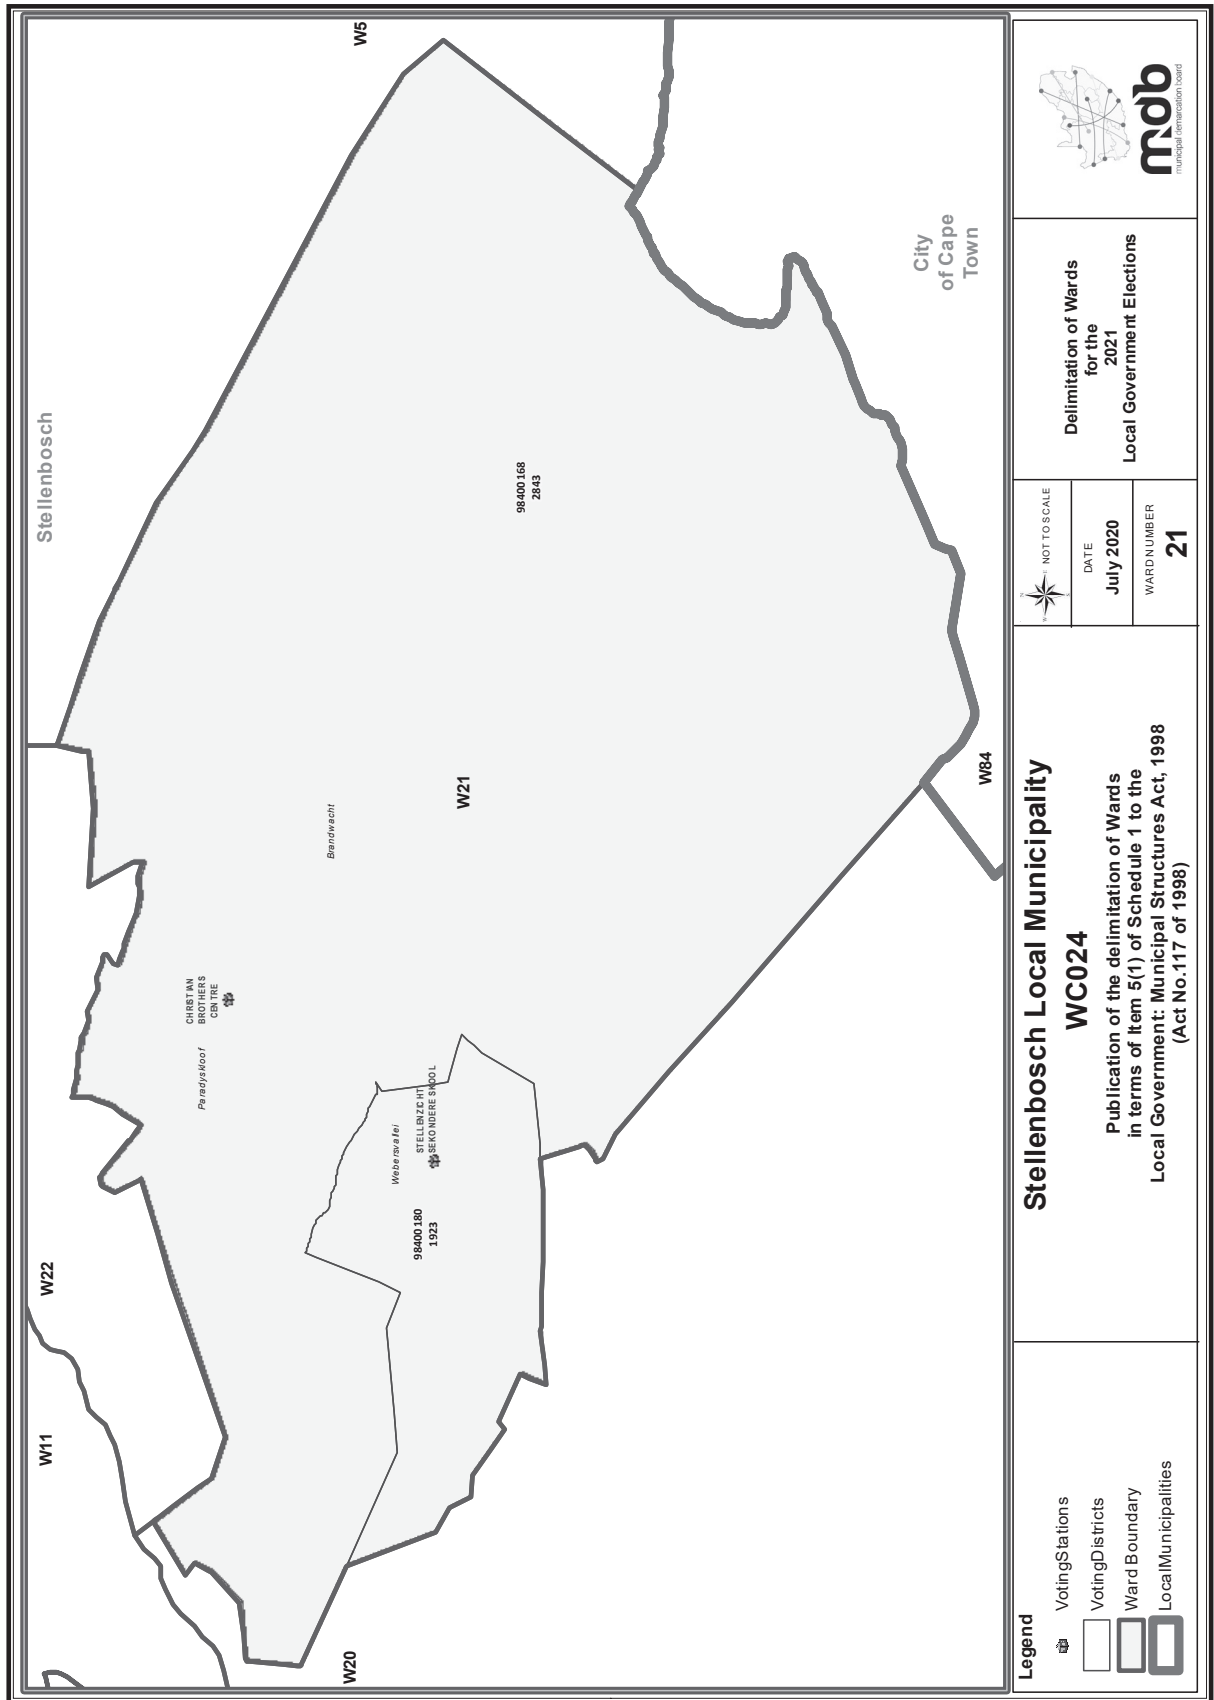 Stellenbosch
City
of Cape
Town
W5
W22
W11
W20
W21
W84
98400168
2843
Brandwacht
CHRISTIAN
BROTHERS
CENTRE
Paradyskloof
Webersvallei
STELLENZICHT
SEKONDERE SKOOL
98400180
1923
Legend
VotingStations
VotingDistricts
Ward Boundary
LocalMunicipalities
Stellenbosch Local Municipality
WC024
Publication of the delimitation of Wards
in terms of Item 5(1) of Schedule 1 to the
Local Government: Municipal Structures Act, 1998
(Act No.117 of 1998)
N
W
E
S
NOT TO SCALE
DATE
July 2020
WARD NUMBER
21
Delimitation of Wards
for the
2021
Local Government Elections
mdb
municipal demarcation board